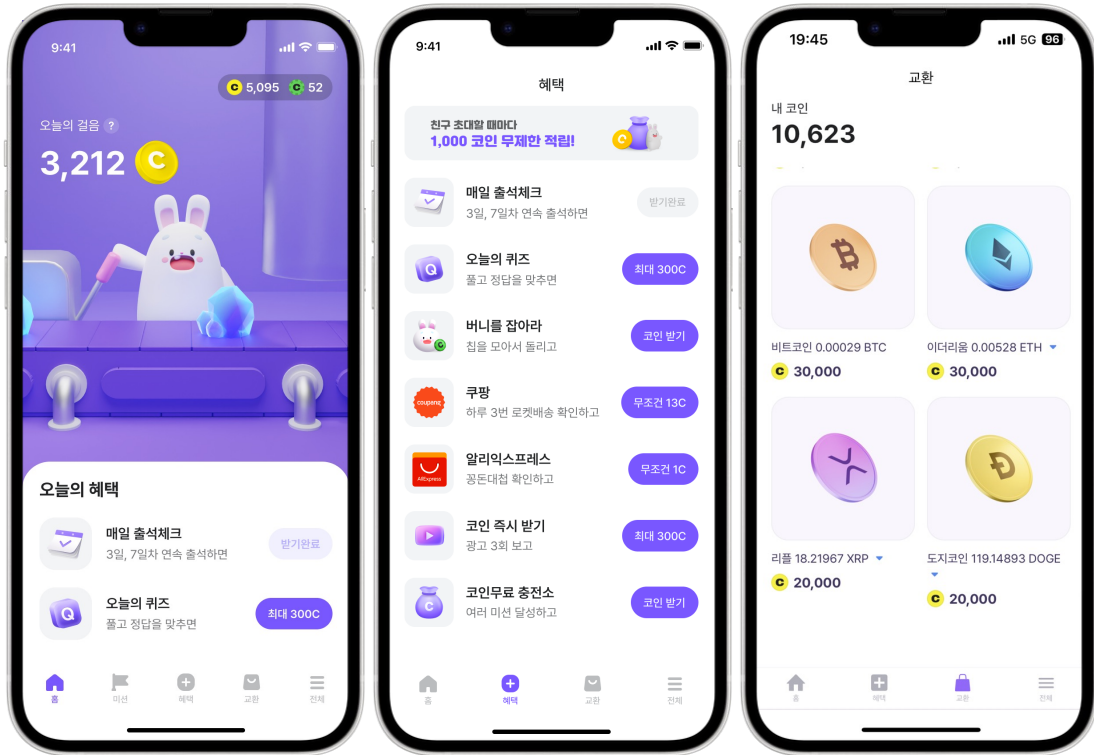 9:41
C 5,095 C 52
오늘의 걸음 ?
3,212 C
오늘의 혜택
매일 출석체크
3일, 7일차 연속 출석하면
받기완료
Q
오늘의 퀴즈
풀고 정답을 맞추면
최대 300C
홈
미션
혜택
교환
전체
9:41
혜택
친구 초대할 때마다
1,000 코인 무제한 적립!
매일 출석체크
3일, 7일차 연속 출석하면
받기완료
Q
오늘의 퀴즈
풀고 정답을 맞추면
최대 300C
버니를 잡아라
칩을 모아서 돌리고
코인 받기
coupang
쿠팡
하루 3번 로켓배송 확인하고
무조건 13C
AliExpress
알리익스프레스
꽁돈대첩 확인하고
무조건 1C
코인 즉시 받기
광고 3회 보고
최대 300C
C
코인무료 충전소
여러 미션 달성하고
코인 받기
홈
혜택
교환
전체
19:45
5G 96
교환
내 코인
10,623
비트코인 0.00029 BTC
C 30,000
이더리움 0.00528 ETH
C 30,000
리플 18.21967 XRP
C 20,000
도지코인 119.14893 DOGE
C 20,000
홈
혜택
교환
전체